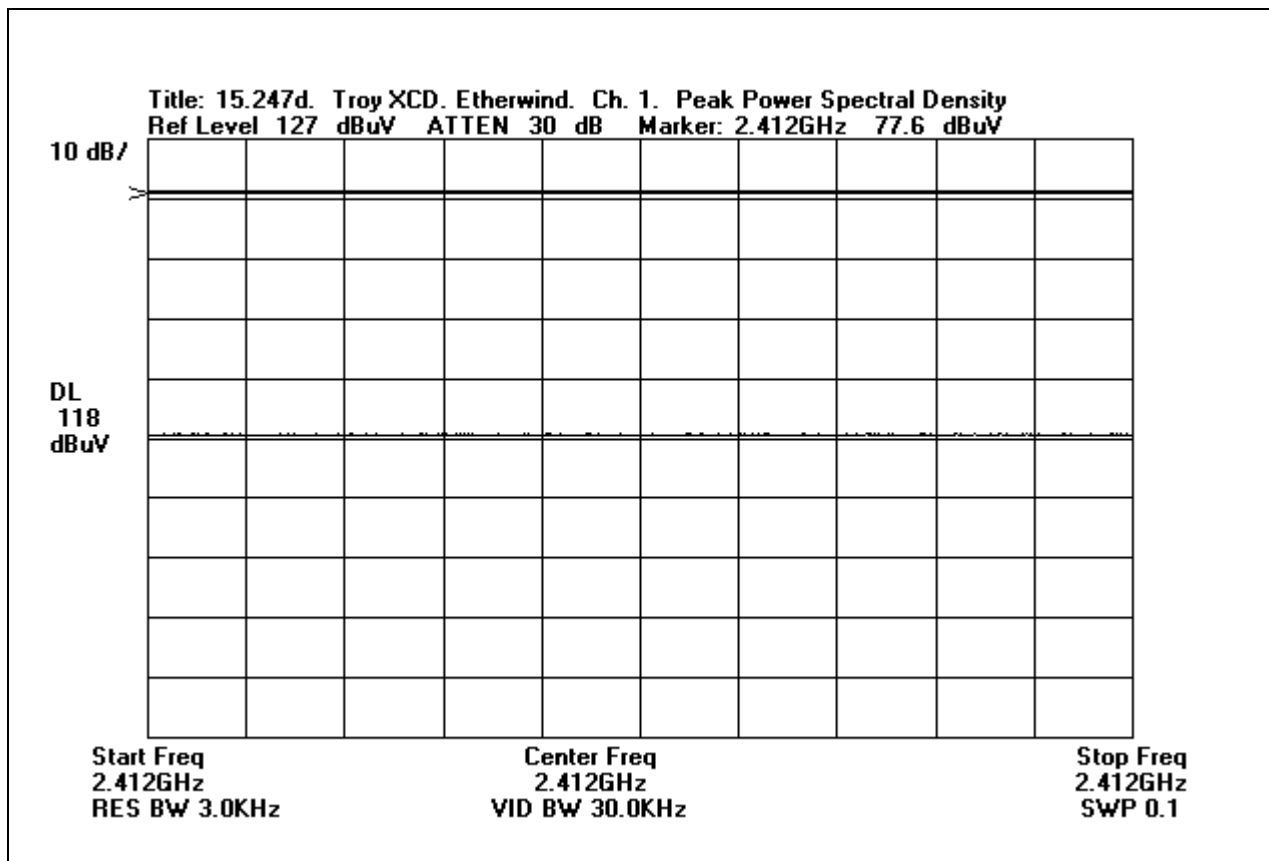 Title: 15.247d. Troy XCD. Etherwind. Ch. 1. Peak Power Spectral Density
Ref Level 127 dBuV ATTEN 30 dB Marker: 2.412GHz 77.6 dBuV
10 dB/
DL
118
dBuV
Start Freq Center Freq Stop Freq
2.412GHz 2.412GHz 2.412GHz
RES BW 3.0KHz VID BW 30.0KHz SWP 0.1